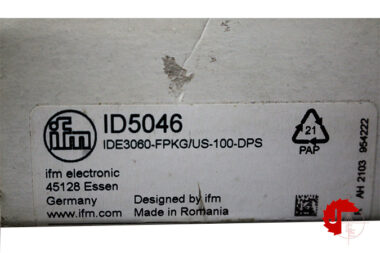 ifm
ID5046
IDE3060-FPKG/US-100-DPS
21
PAP
ifm electronic
45128 Essen
Germany
www.ifm.com
Designed by ifm
Made in Romania
AH 2103 954222